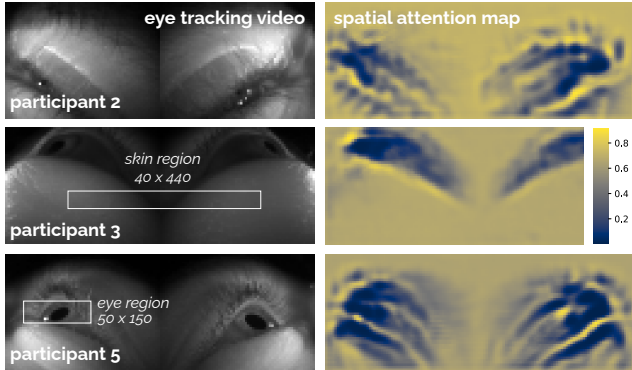 eye tracking video
spatial attention map
participant 2
skin region
40 x 440
participant 3
0.8
0.6
0.4
0.2
eye region
50 x 150
participant 5